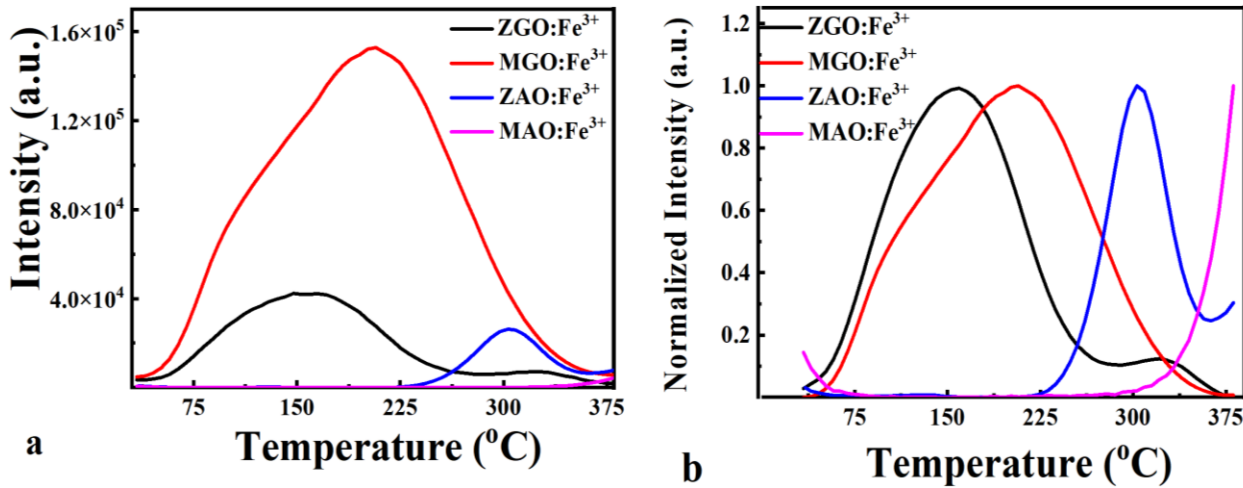 Intensity (a.u.)
1.6×10⁵
1.2×10⁵
8.0×10⁴
4.0×10⁴
ZGO:Fe³⁺
MGO:Fe³⁺
ZAO:Fe³⁺
MAO:Fe³⁺
75 150 225 300 375
Temperature (⁰C)
a
Normalized Intensity (a.u.)
1.2
1.0
0.8
0.6
0.4
0.2
ZGO:Fe³⁺
MGO:Fe³⁺
ZAO:Fe³⁺
MAO:Fe³⁺
75 150 225 300 375
Temperature (⁰C)
b